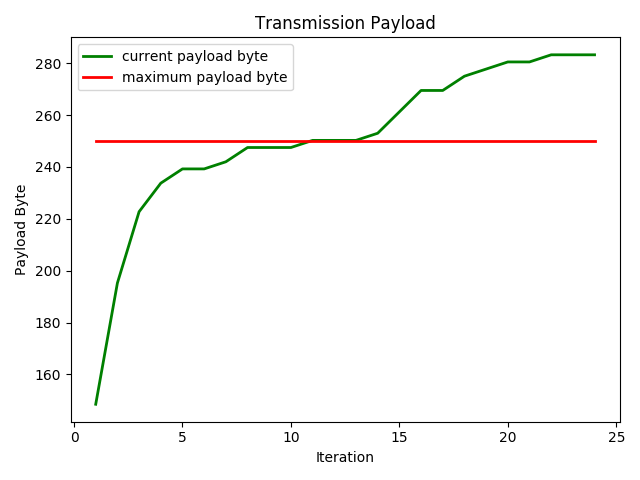 Transmission Payload
current payload byte
maximum payload byte
Payload Byte
280
260
240
220
200
180
160
0 5 10 15 20 25
Iteration